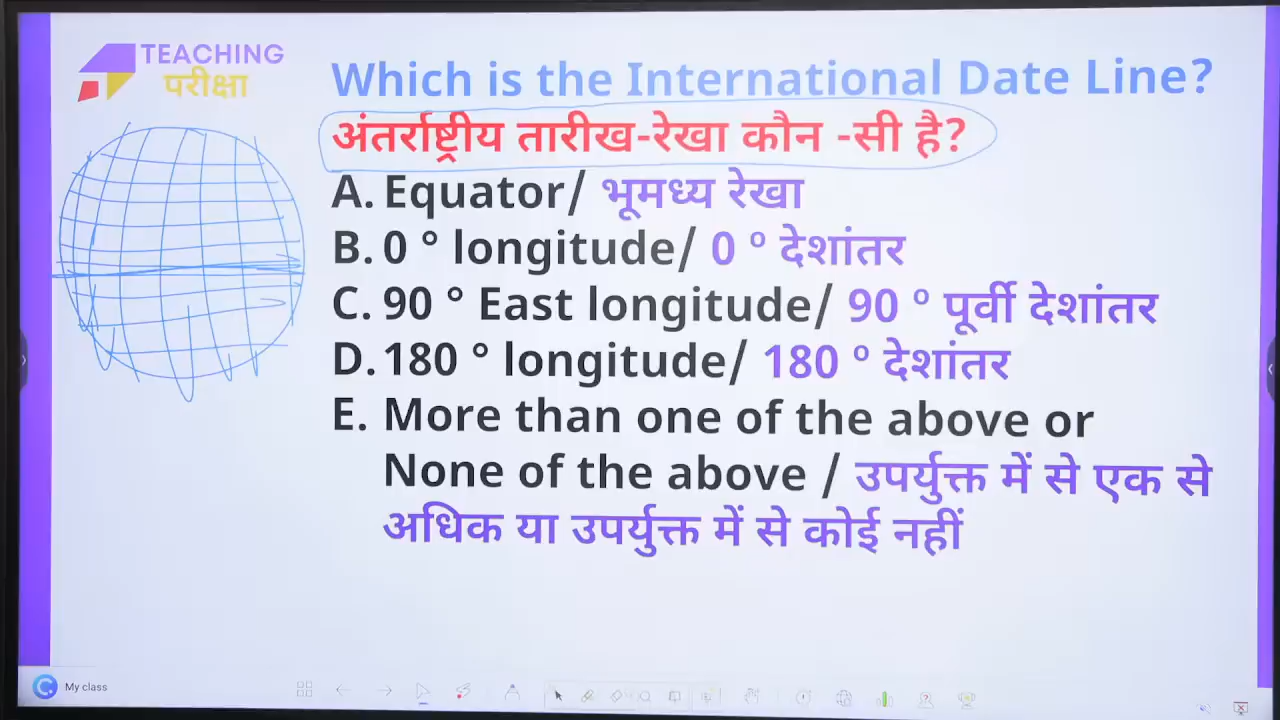 TEACHING
परीक्षा
Which is the International Date Line?
अंतर्राष्ट्रीय तारीख-रेखा कौन -सी है?
A. Equator/ भूमध्य रेखा
B. 0 ° longitude/ 0 ° देशांतर
C. 90 ° East longitude/ 90 ° पूर्वी देशांतर
D. 180 ° longitude/ 180 ° देशांतर
E. More than one of the above or
None of the above / उपर्युक्त में से एक से
अधिक या उपर्युक्त में से कोई नहीं
My class